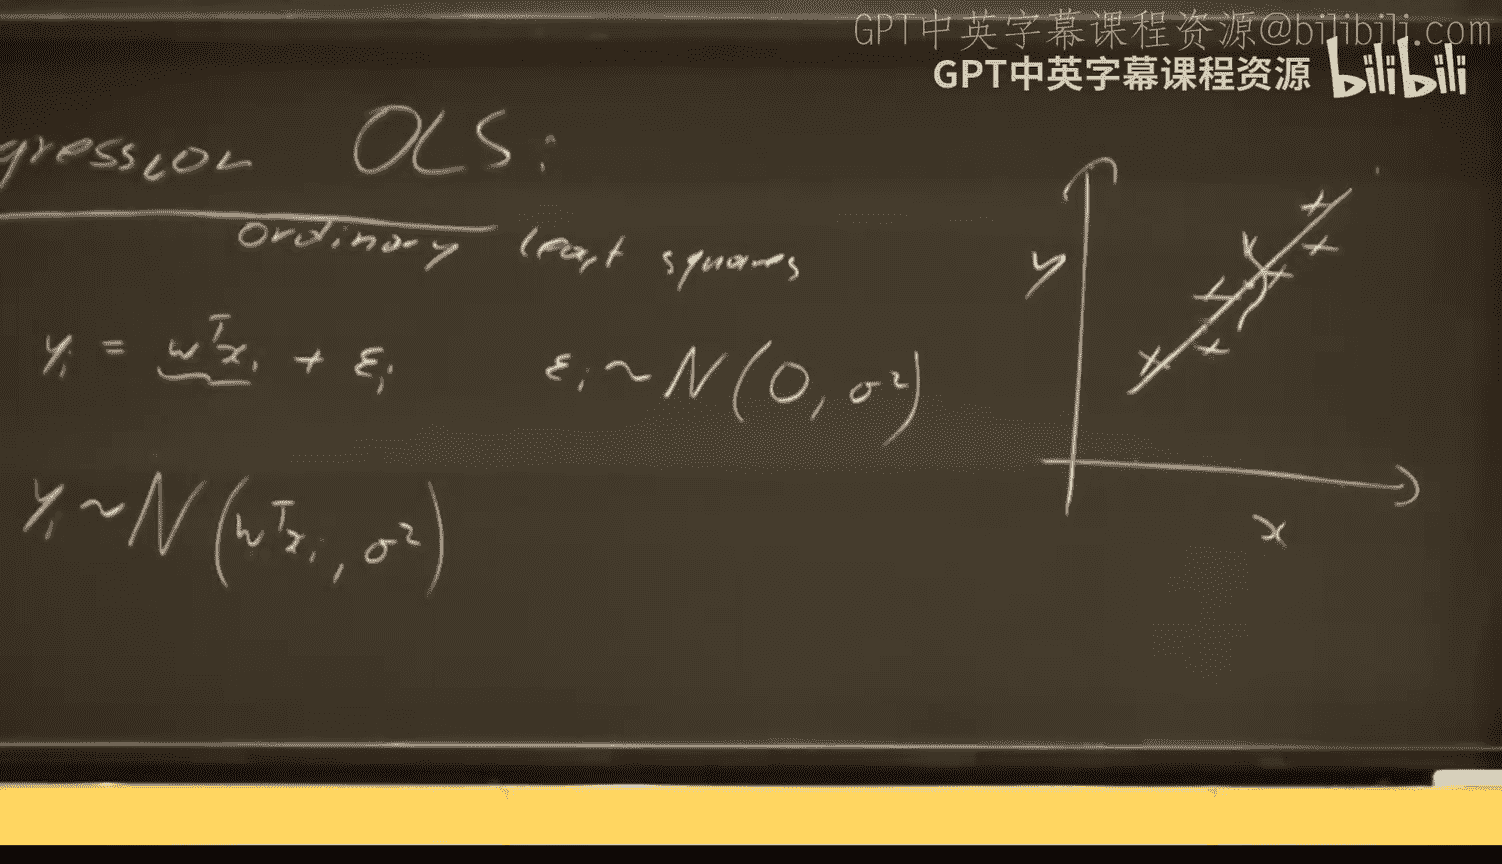 GPT中英字幕课程资源@bilibili.com
GPT中英字幕课程资源 bilibili
gression OLS:
ordinary least squares
y
yᵢ = wᵀxᵢ + εᵢ εᵢ ~ N(0, σ²)
x
yᵢ ~ N(wᵀxᵢ, σ²)